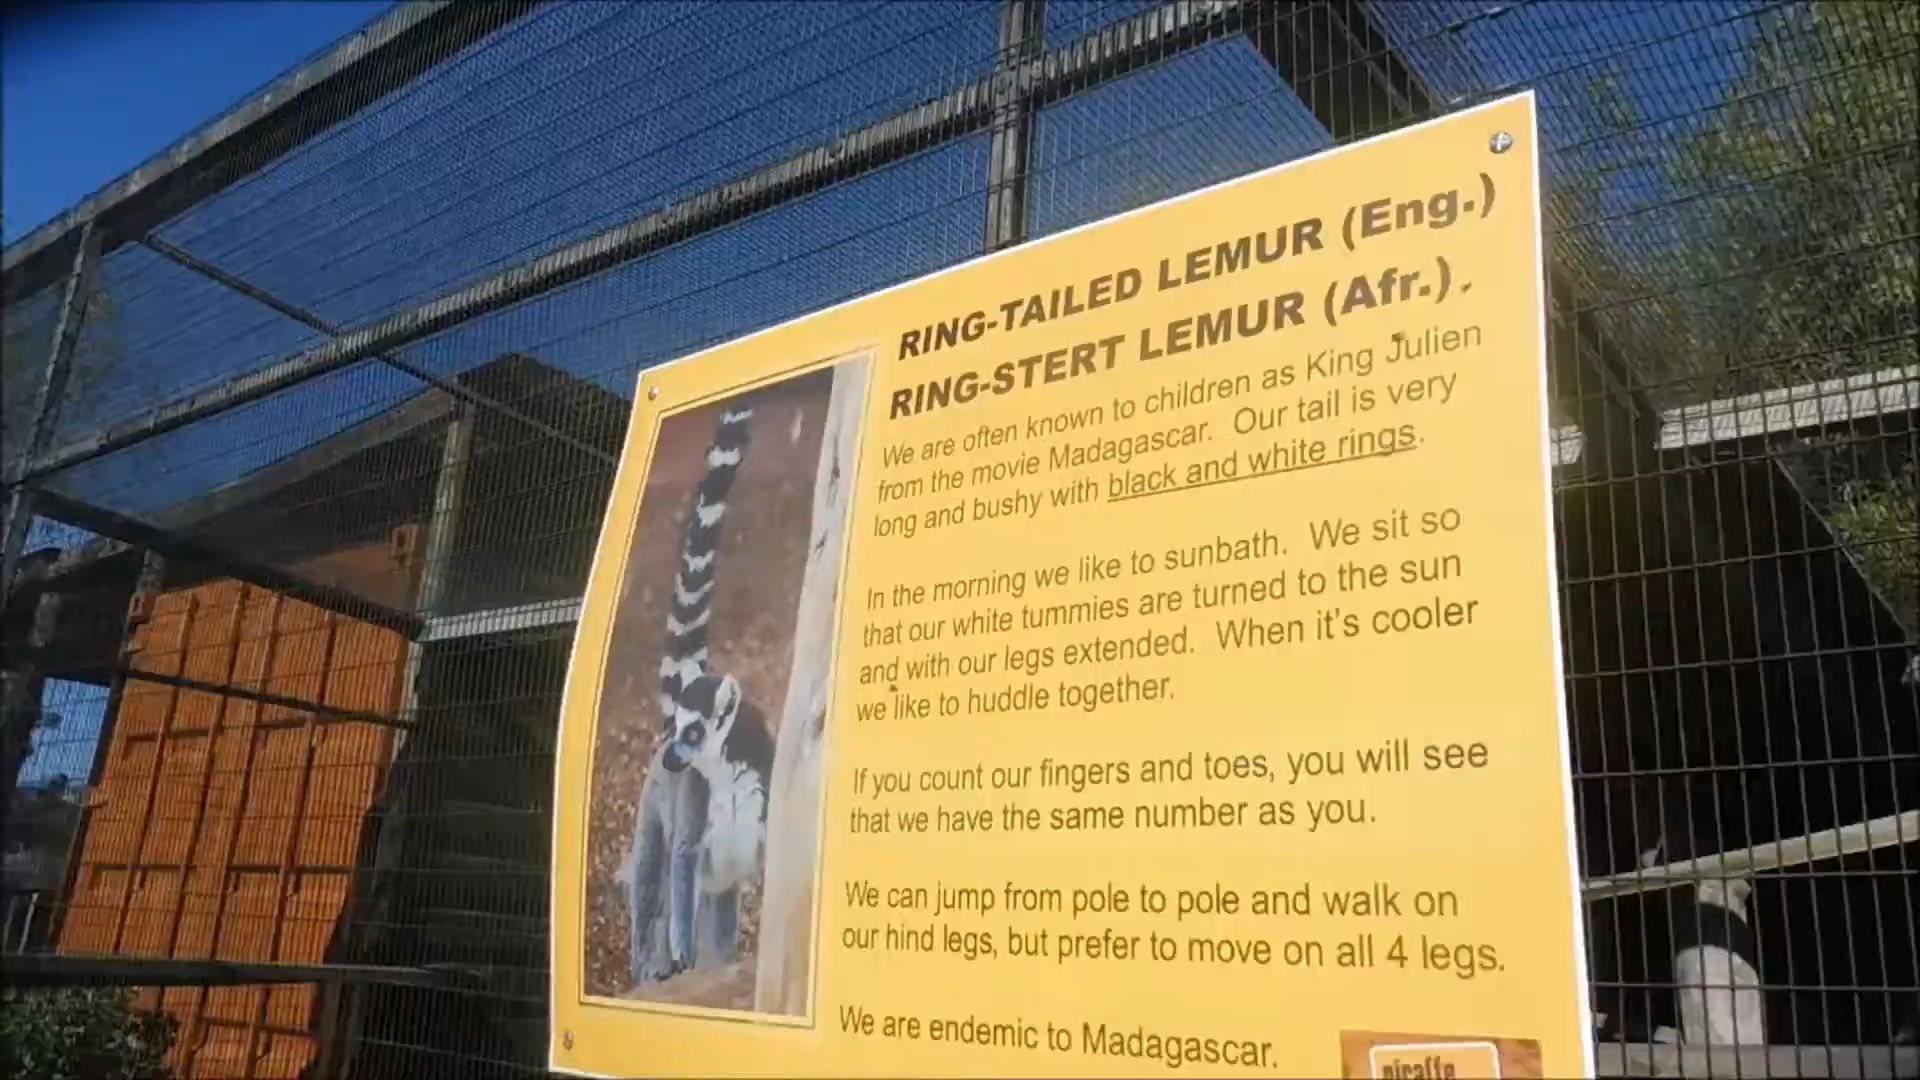 RING-TAILED LEMUR (Eng.)
RING-STERT LEMUR (Afr.).
We are often known to children as King Julien
from the movie Madagascar. Our tail is very
long and bushy with black and white rings.
In the morning we like to sunbath. We sit so
that our white tummies are turned to the sun
and with our legs extended. When it's cooler
we like to huddle together.
If you count our fingers and toes, you will see
that we have the same number as you.
We can jump from pole to pole and walk on
our hind legs, but prefer to move on all 4 legs.
We are endemic to Madagascar.
giraffe